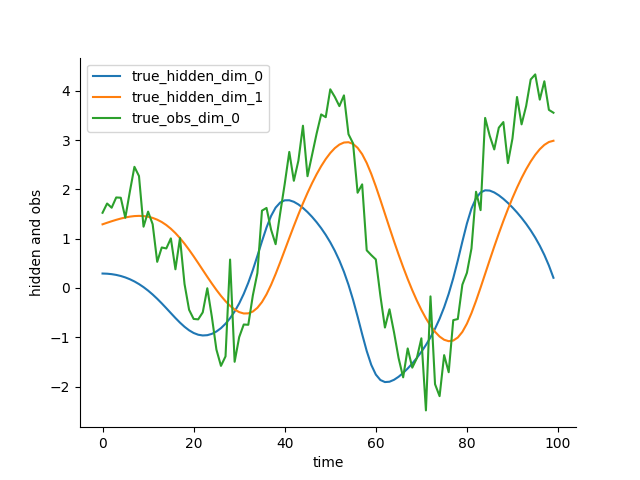 true_hidden_dim_0
true_hidden_dim_1
true_obs_dim_0
hidden and obs
4
3
2
1
0
−1
−2
0 20 40 60 80 100
time